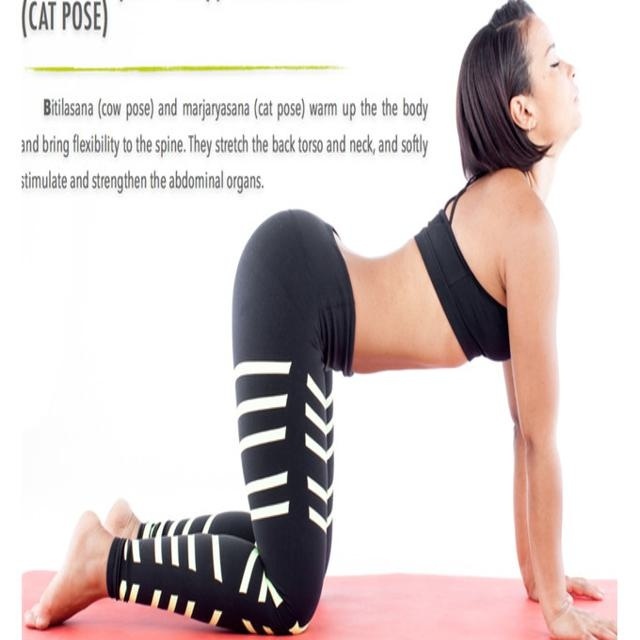 (CAT POSE)
Bitilasana (cow pose) and marjaryasana (cat pose) warm up the the body
and bring flexibility to the spine. They stretch the back torso and neck, and softly
stimulate and strengthen the abdominal organs.